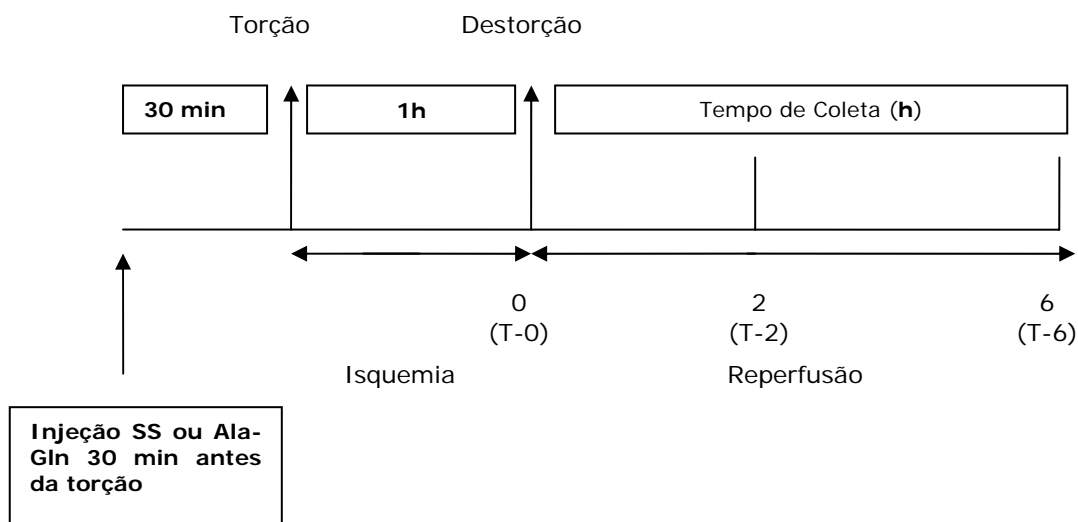 Torção Destorção
30 min 1h Tempo de Coleta (h)
0 2 6
(T-0) (T-2) (T-6)
Isquemia Reperfusão
Injeção SS ou Ala-
Gln 30 min antes
da torção